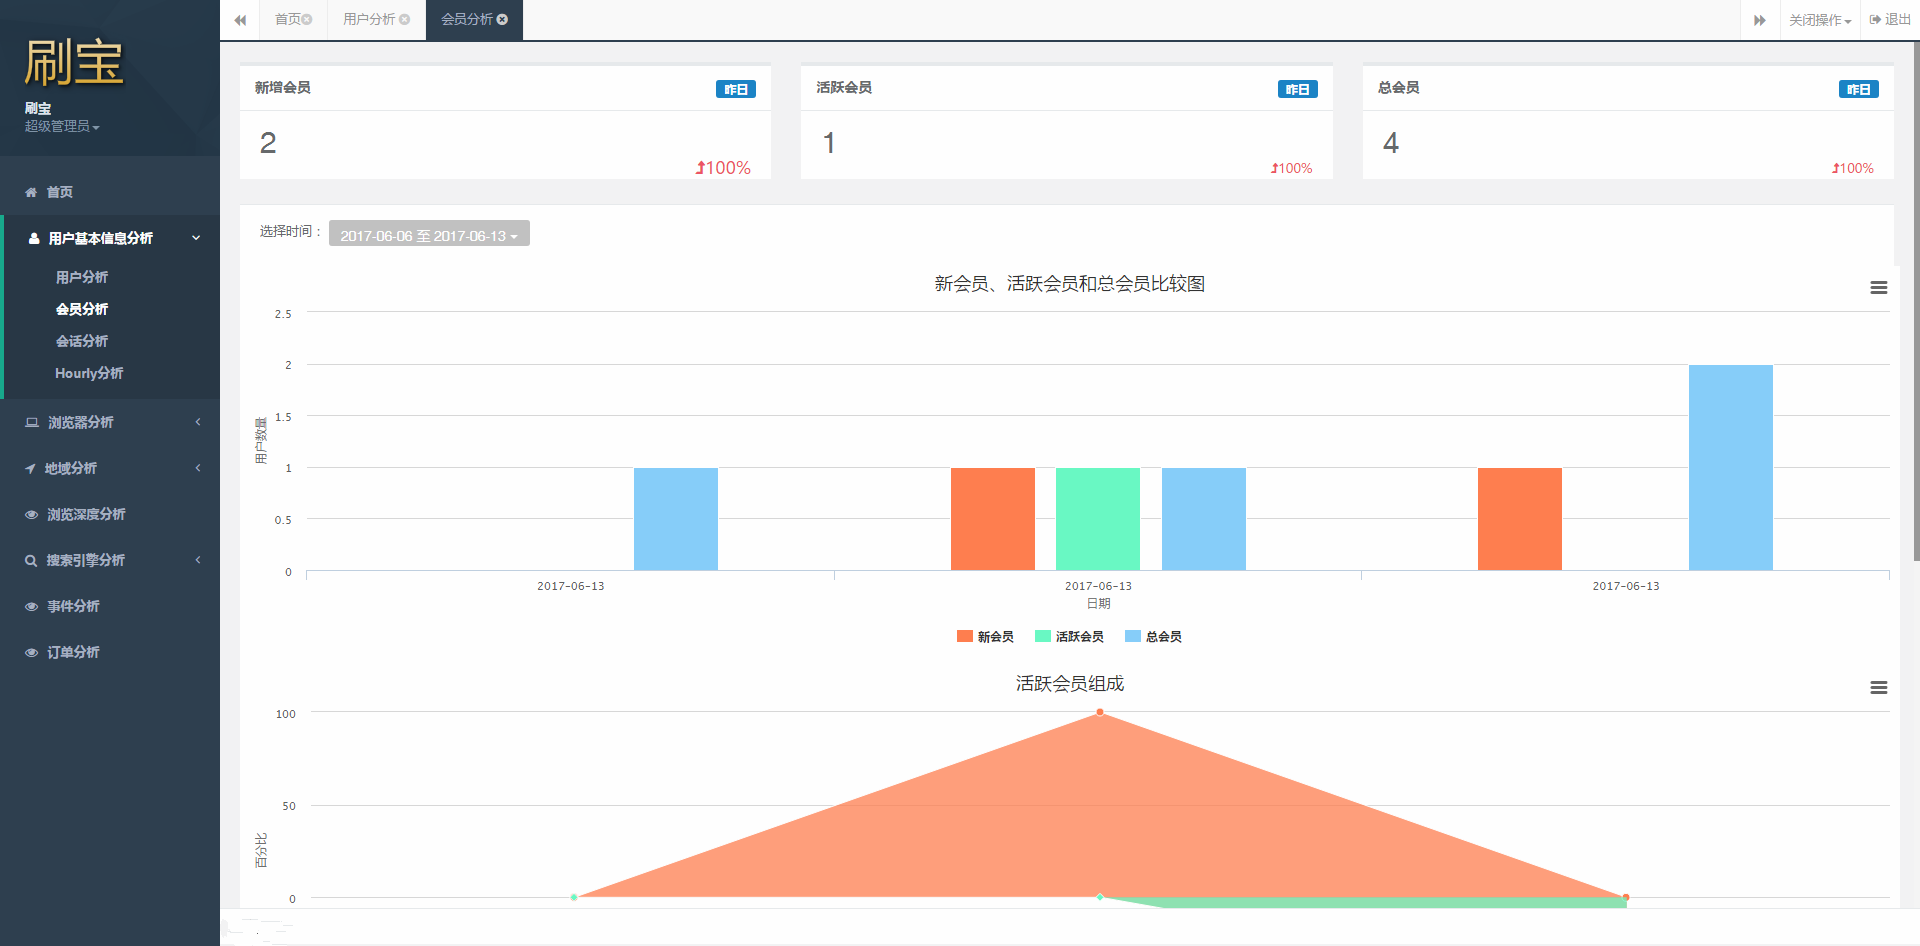 刷宝
刷宝
超级管理员
首页
用户基本信息分析
用户分析
会员分析
会话分析
Hourly分析
浏览器分析
地域分析
浏览深度分析
搜索引擎分析
事件分析
订单分析
首页
用户分析
会员分析
关闭操作
退出
新增会员
昨日
2
100%
活跃会员
昨日
1
100%
总会员
昨日
4
100%
选择时间：
2017-06-06 至 2017-06-13
新会员、活跃会员和总会员比较图
2.5
2
1.5
1
0.5
0
用户数量
2017-06-13
2017-06-13
2017-06-13
日期
新会员
活跃会员
总会员
活跃会员组成
100
50
0
百分比